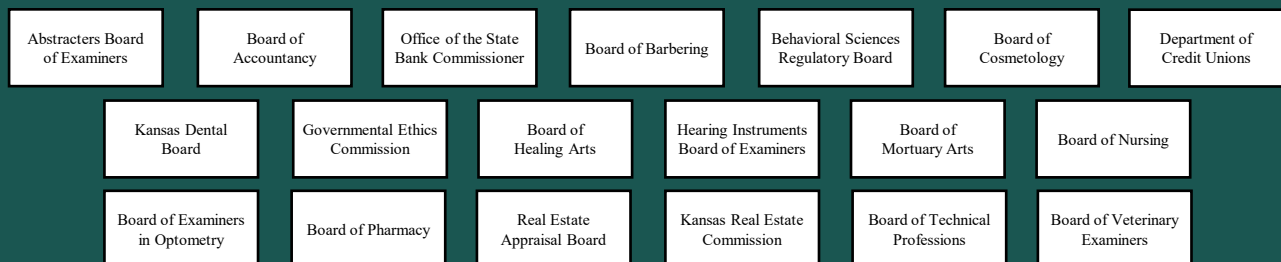 Abstracters Board
of Examiners
Board of
Accountancy
Office of the State
Bank Commissioner
Board of Barbering
Behavioral Sciences
Regulatory Board
Board of
Cosmetology
Department of
Credit Unions
Kansas Dental
Board
Governmental Ethics
Commission
Board of
Healing Arts
Hearing Instruments
Board of Examiners
Board of
Mortuary Arts
Board of Nursing
Board of Examiners
in Optometry
Board of Pharmacy
Real Estate
Appraisal Board
Kansas Real Estate
Commission
Board of Technical
Professions
Board of Veterinary
Examiners